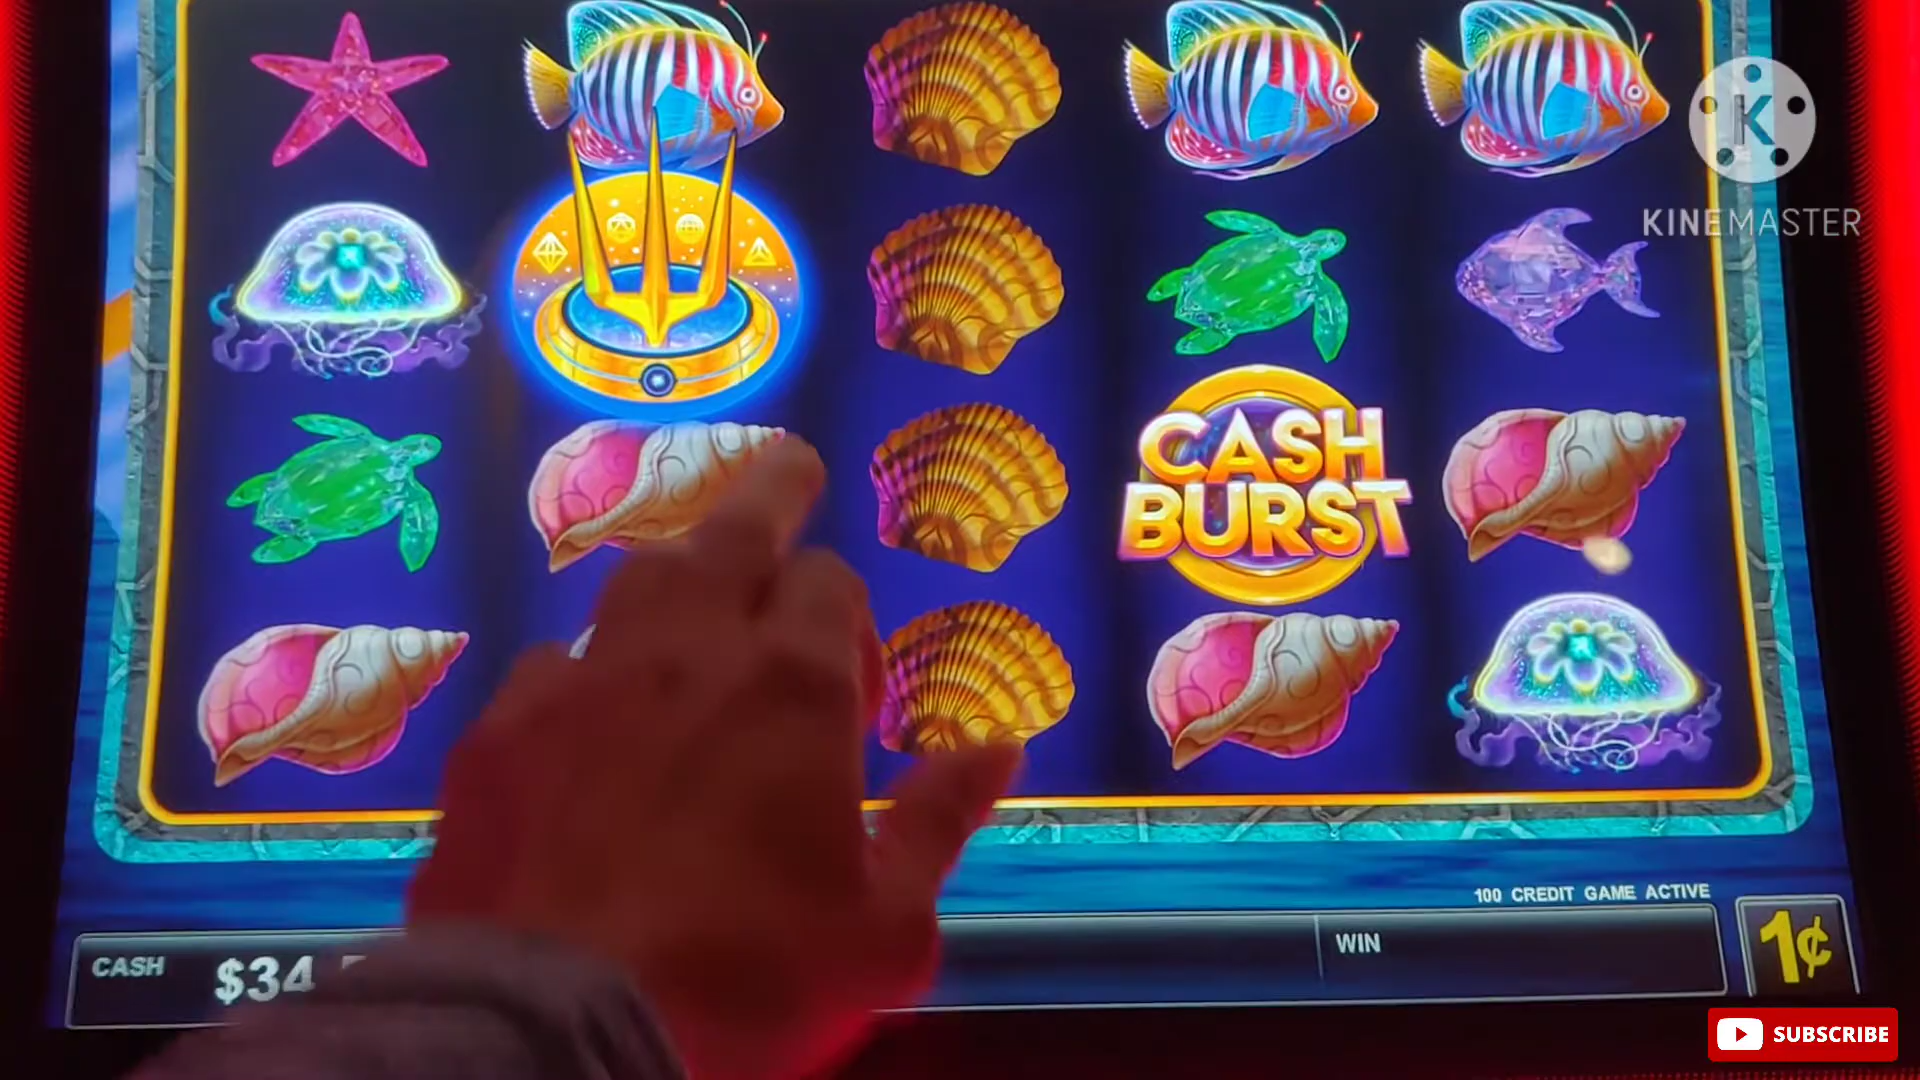 K
KINEMASTER
CASH
BURST
100 CREDIT GAME ACTIVE
CASH
$34
WIN
1¢
SUBSCRIBE